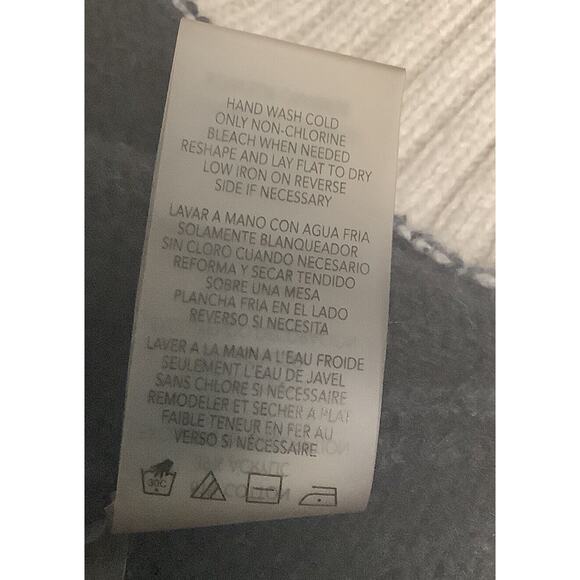 HAND WASH COLD
ONLY NON-CHLORINE
BLEACH WHEN NEEDED
RESHAPE AND LAY FLAT TO DRY
LOW IRON ON REVERSE
SIDE IF NECESSARY
LAVAR A MANO CON AGUA FRIA
SOLAMENTE BLANQUEADOR
SIN CLORO CUANDO NECESARIO
REFORMA Y SECAR TENDIDO
SOBRE UNA MESA
PLANCHA FRIA EN EL LADO
REVERSO SI NECESITA
LAVER A LA MAIN A L'EAU FROIDE
SEULEMENT L'EAU DE JAVEL
SANS CHLORE SI NÉCESSAIRE
REMODELER ET SECHER A PLAT
FAIBLE TENEUR EN FER AU
VERSO SI NÉCESSAIRE
30C